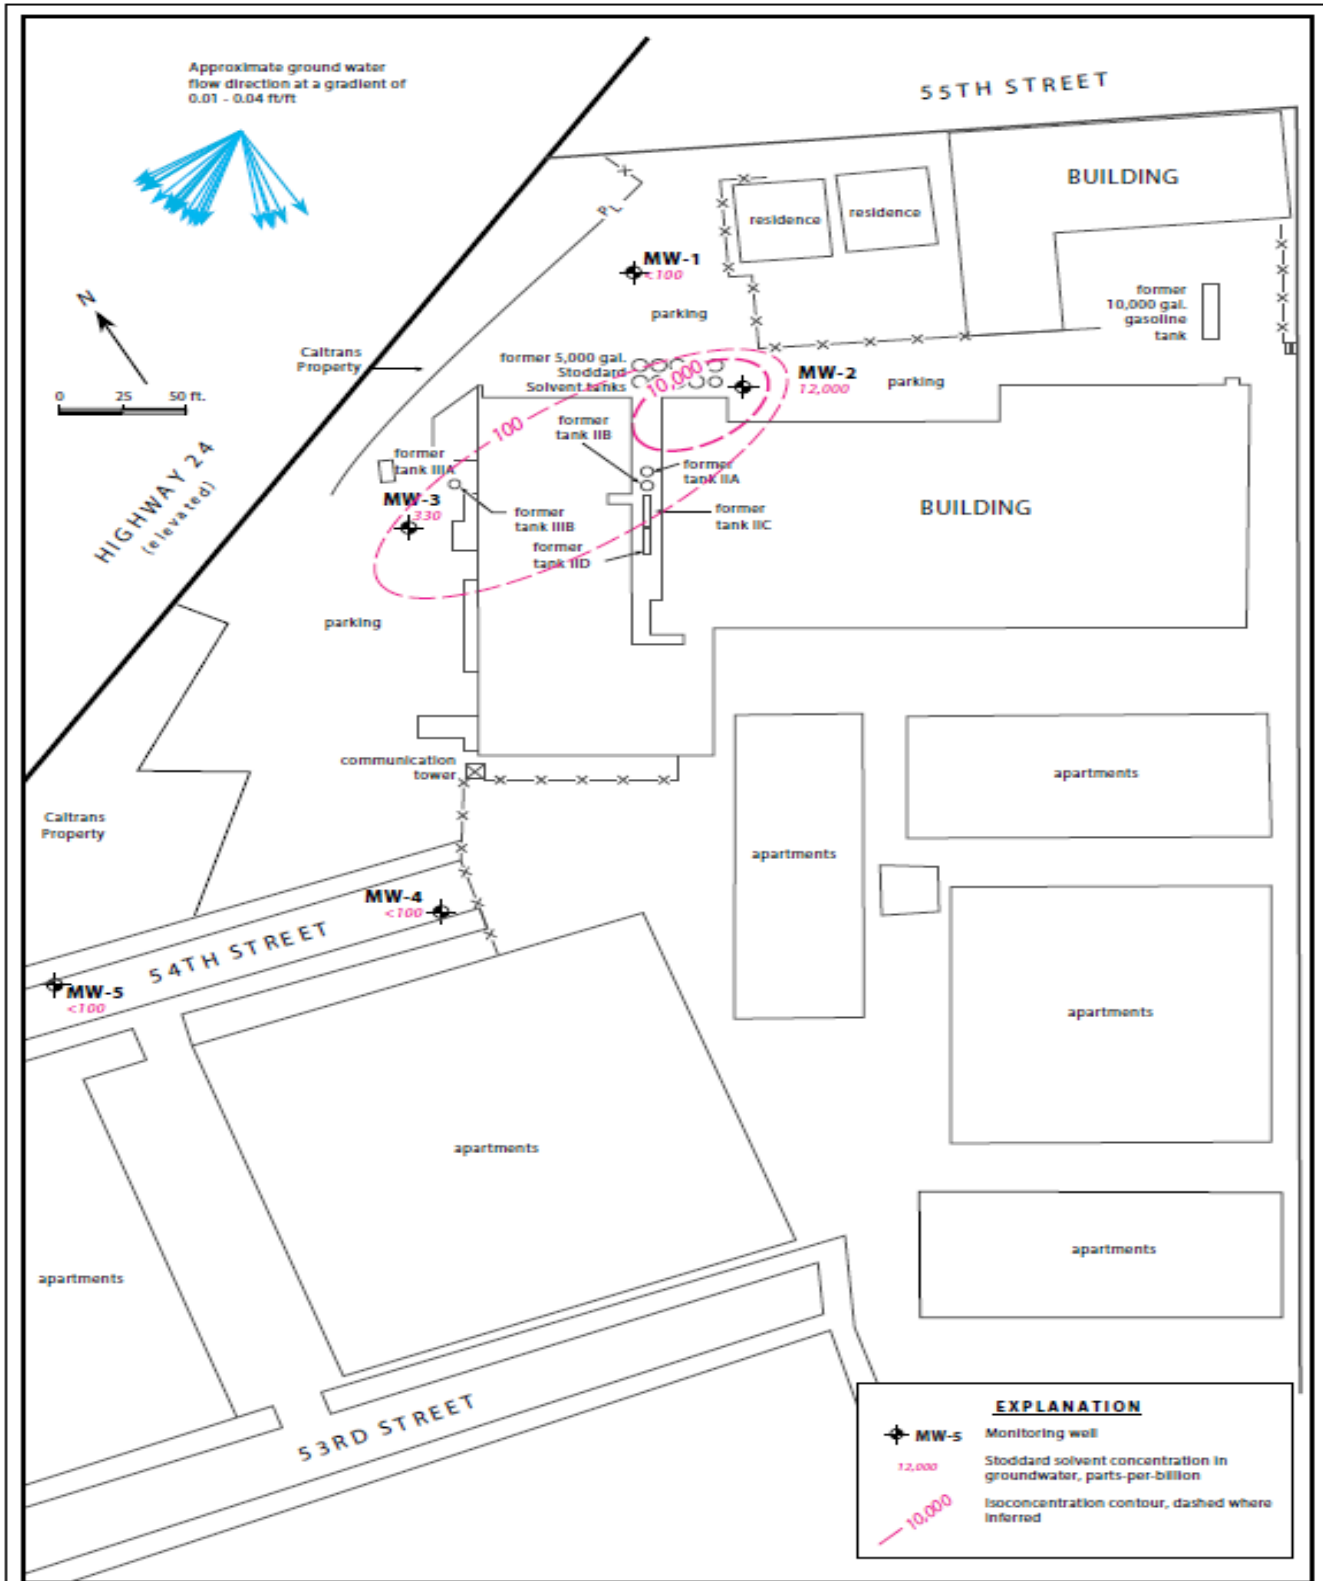 Approximate ground water
flow direction at a gradient of
0.01 - 0.04 ft/ft
55TH STREET
BUILDING
residence
residence
PL
MW-1
<100
parking
former
10,000 gal.
gasoline
tank
N
Caltrans
Property
0 25 50 ft.
former 5,000 gal.
Stoddard
Solvent tanks
10,000
MW-2
12,000
parking
100
former
tank IIB
former
tank IIIA
former
tank IIA
HIGHWAY 24
(elevated)
MW-3
330
former
tank IIIB
former
tank IIC
BUILDING
former
tank IID
parking
communication
tower
apartments
apartments
Caltrans
Property
MW-4
<100
54TH STREET
MW-5
<100
apartments
apartments
apartments
apartments
53RD STREET
EXPLANATION
MW-5 Monitoring well
12,000 Stoddard solvent concentration in
groundwater, parts-per-billion
10,000 Isoconcentration contour, dashed where
inferred